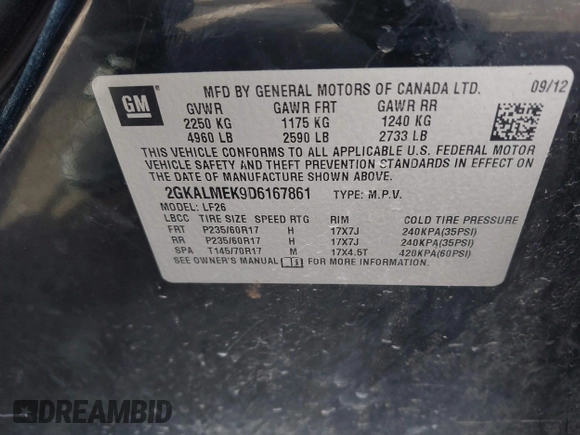 GM
MFD BY GENERAL MOTORS OF CANADA LTD. 09/12
GVWR GAWR FRT GAWR RR
2250 KG 1175 KG 1240 KG
4960 LB 2590 LB 2733 LB
THIS VEHICLE CONFORMS TO ALL APPLICABLE U.S. FEDERAL MOTOR
VEHICLE SAFETY AND THEFT PREVENTION STANDARDS IN EFFECT ON
THE DATE OF MANUFACTURE SHOWN ABOVE.
2GKALMEK9D6167861 TYPE: M.P.V.
MODEL: LF26
LBCC TIRE SIZE SPEED RTG RIM COLD TIRE PRESSURE
FRT P235/60R17 H 17X7J 240KPA(35PSI)
RR P235/60R17 H 17X7J 240KPA(35PSI)
SPA T145/70R17 M 17X4.5T 420KPA(60PSI)
SEE OWNER'S MANUAL FOR MORE INFORMATION.
DREAMBID